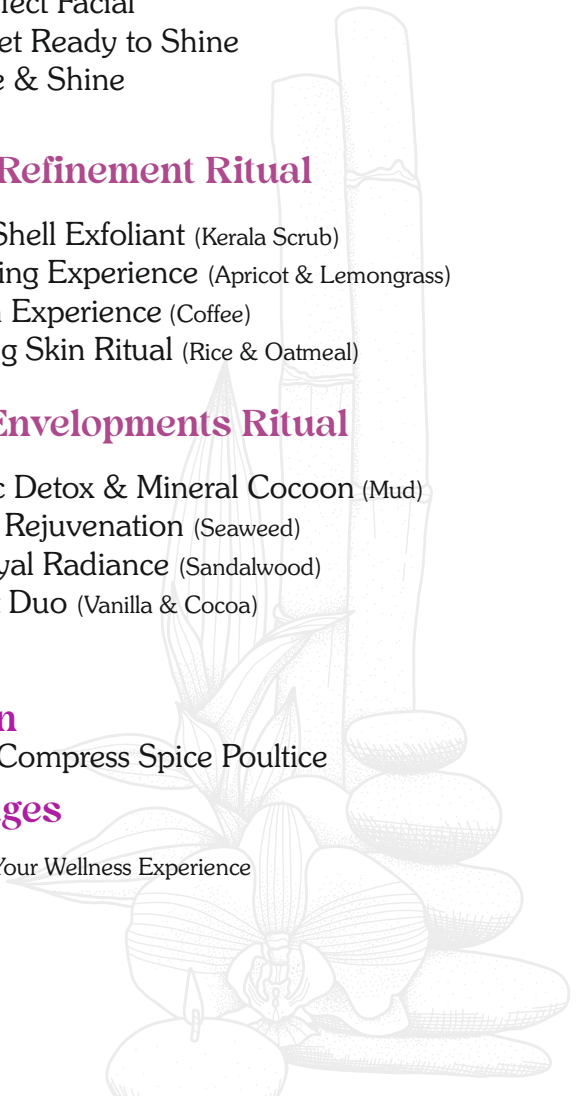 fect Facial
et Ready to Shine
e & Shine
Refinement Ritual
Shell Exfoliant (Kerala Scrub)
ing Experience (Apricot & Lemongrass)
n Experience (Coffee)
g Skin Ritual (Rice & Oatmeal)
Envelopments Ritual
c Detox & Mineral Cocoon (Mud)
Rejuvenation (Seaweed)
yal Radiance (Sandalwood)
t Duo (Vanilla & Cocoa)
n
Compress Spice Poultice
ges
Your Wellness Experience